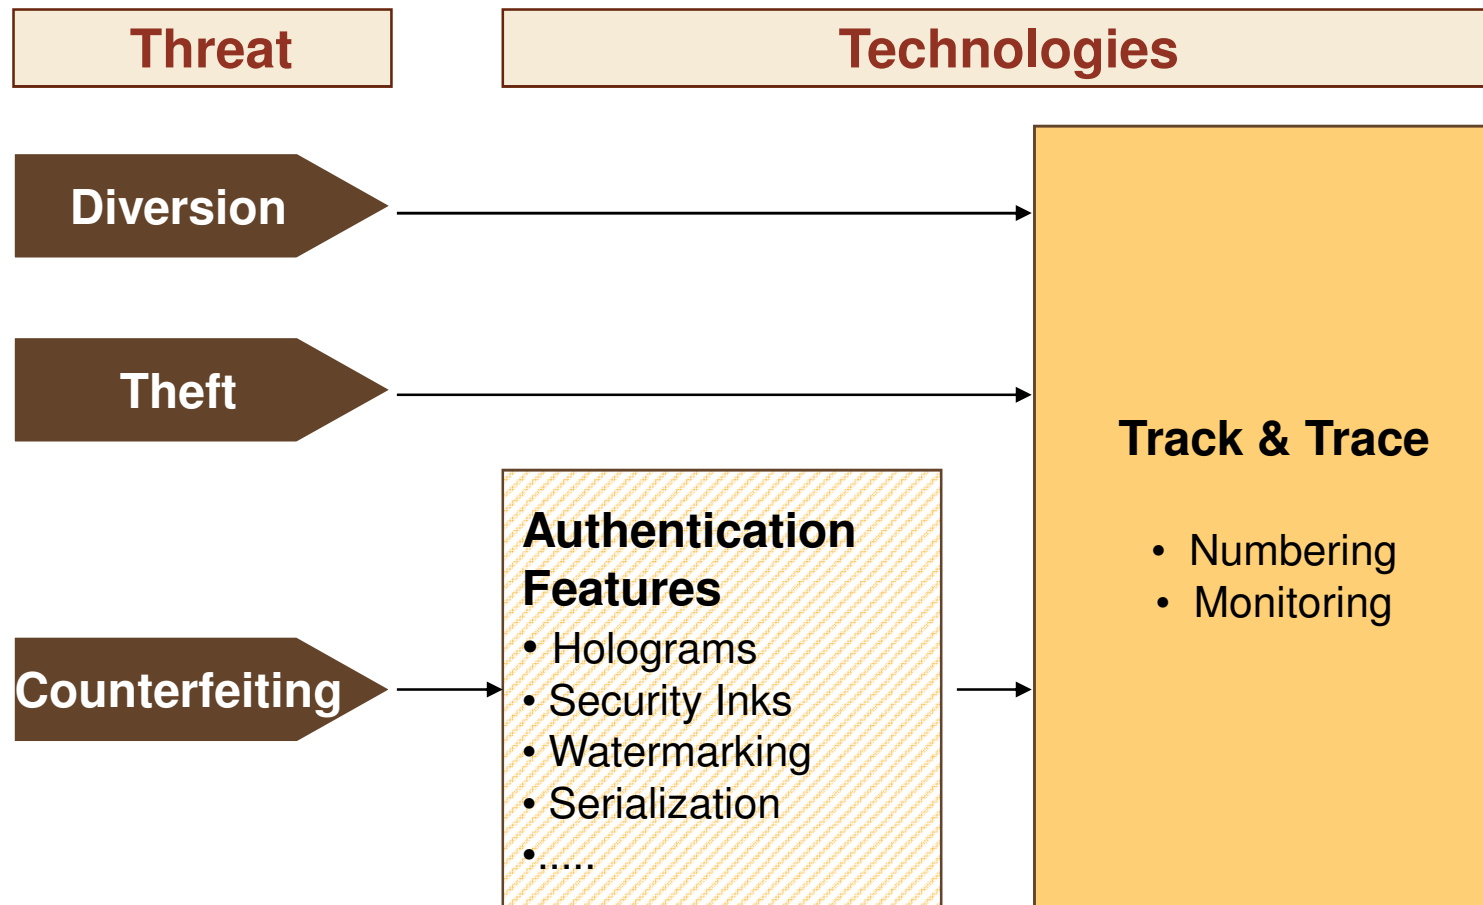 Threat
Technologies
Diversion
Theft
Counterfeiting
Authentication
Features
• Holograms
• Security Inks
• Watermarking
• Serialization
•.....
Track & Trace
• Numbering
• Monitoring